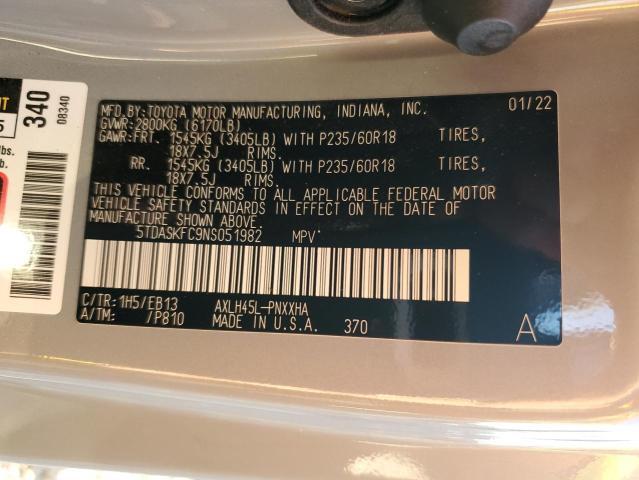 MFD.BY:TOYOTA MOTOR MANUFACTURING, INDIANA, INC. 01/22
GVWR:2800KG (6170LB)
GAWR:FRT. 1545KG (3405LB) WITH P235/60R18 TIRES,
18X7.5J RIMS.
RR. 1545KG (3405LB) WITH P235/60R18 TIRES,
18X7.5J RIMS.
THIS VEHICLE CONFORMS TO ALL APPLICABLE FEDERAL MOTOR
VEHICLE SAFETY STANDARDS IN EFFECT ON THE DATE OF
MANUFACTURE SHOWN ABOVE
5TDASKFC9NS051982 MPV
C/TR: 1H5/EB13 AXLH45L-PNXXHA
A/TM: /P810 MADE IN U.S.A. 370 A
340
08340
5
lbs.
b.